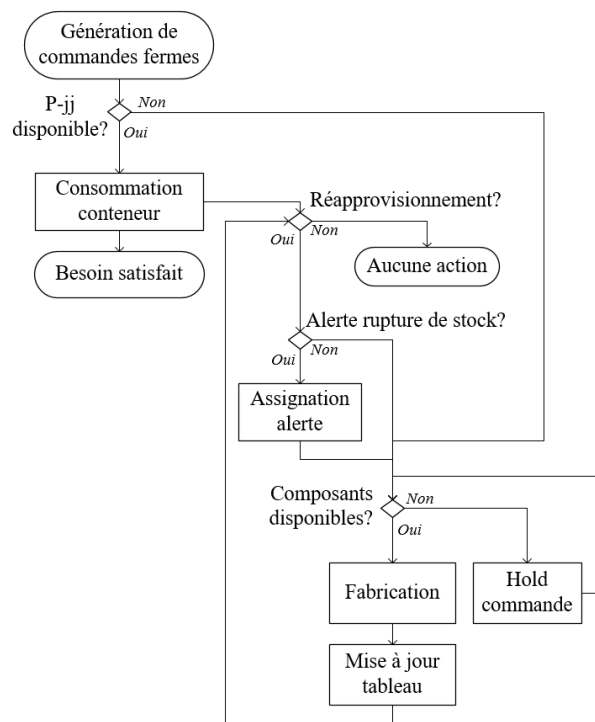 Génération de
commandes fermes
P-jj
disponible?
Non
Oui
Consommation
conteneur
Réapprovisionnement?
Oui
Non
Besoin satisfait
Aucune action
Alerte rupture de stock?
Oui
Non
Assignation
alerte
Composants
disponibles?
Non
Oui
Fabrication
Hold
commande
Mise à jour
tableau